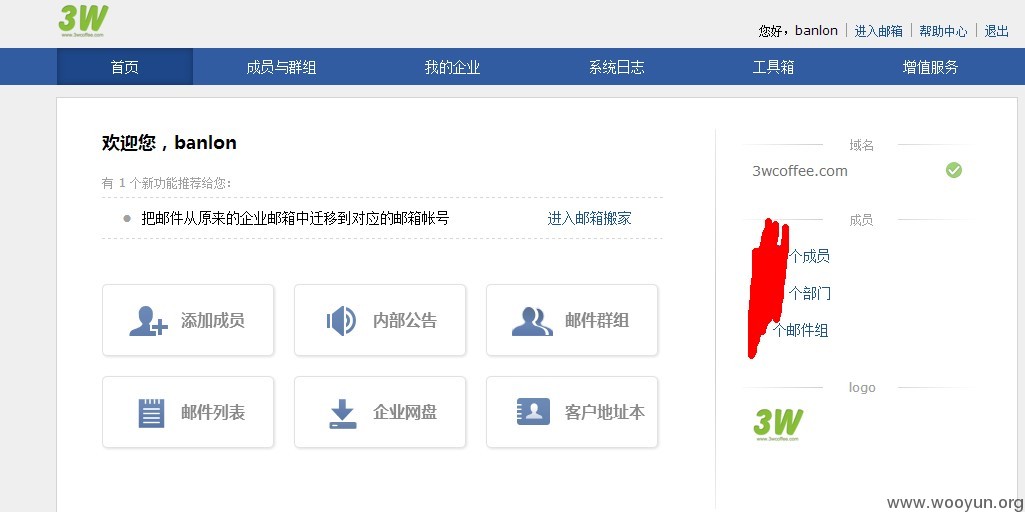 3W
www.3wcoffee.com
您好，banlon 进入邮箱 帮助中心 退出
首页 成员与群组 我的企业 系统日志 工具箱 增值服务
欢迎您，banlon
有 1 个新功能推荐给您：
把邮件从原来的企业邮箱中迁移到对应的邮箱帐号 进入邮箱搬家
添加成员 内部公告 邮件群组
邮件列表 企业网盘 客户地址本
域名
3wcoffee.com
成员
个成员
个部门
个邮件组
logo
3W
www.3wcoffee.com
www.wooyun.org